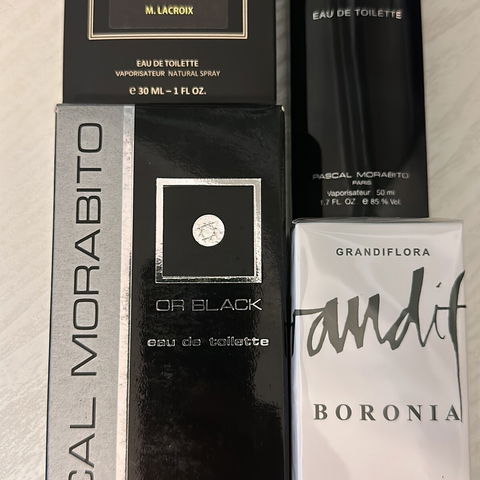 M. LACROIX
EAU DE TOILETTE
VAPORISATEUR NATURAL SPRAY
℮ 30 ML – 1 FL OZ.
EAU DE TOILETTE
PASCAL MORABITO
PARIS
Vaporisateur 50 ml
1.7 FL. OZ ℮ 85 % Vol.
CAL MORABITO
OR BLACK
eau de toilette
GRANDIFLORA
andif
BORONIA